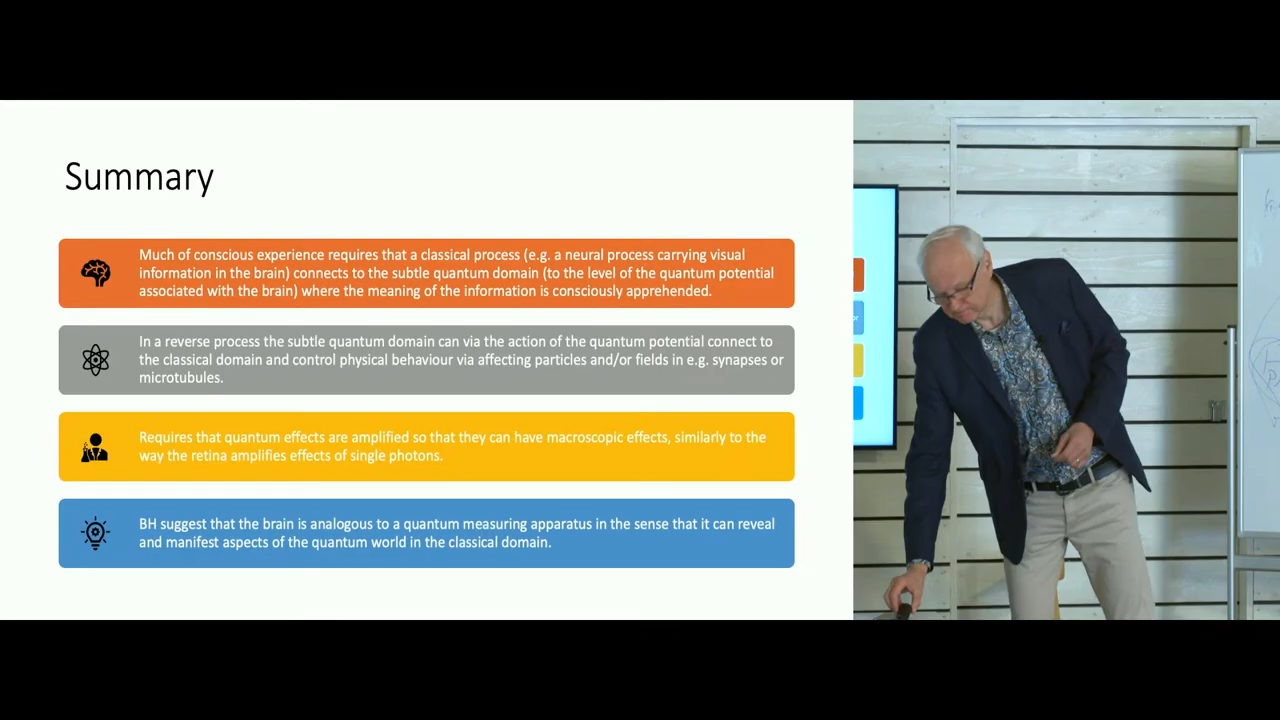 Summary
Much of conscious experience requires that a classical process (e.g. a neural process carrying visual
information in the brain) connects to the subtle quantum domain (to the level of the quantum potential
associated with the brain) where the meaning of the information is consciously apprehended.
In a reverse process the subtle quantum domain can via the action of the quantum potential connect to
the classical domain and control physical behaviour via affecting particles and/or fields in e.g. synapses or
microtubules.
Requires that quantum effects are amplified so that they can have macroscopic effects, similarly to the
way the retina amplifies effects of single photons.
BH suggest that the brain is analogous to a quantum measuring apparatus in the sense that it can reveal
and manifest aspects of the quantum world in the classical domain.